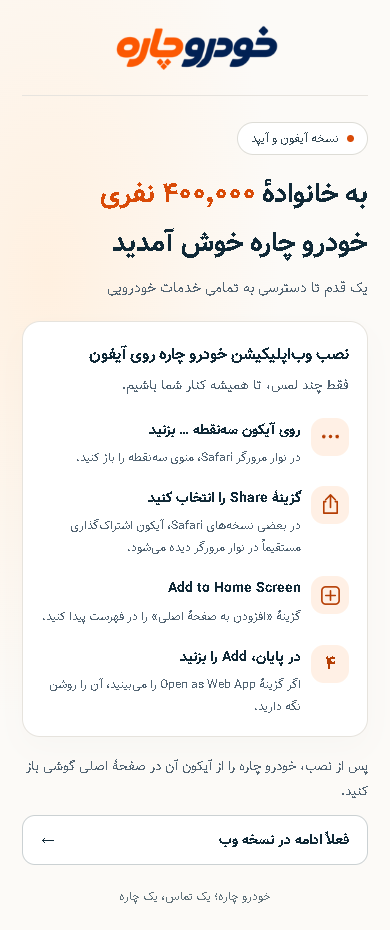 خودروچاره
نسخه آیفون و آیپد
به خانوادهٔ ۴۰۰,۰۰۰ نفری
خودرو چاره خوش آمدید
یک قدم تا دسترسی به تمامی خدمات خودرویی
نصب وب‌اپلیکیشن خودرو چاره روی آیفون
فقط چند لمس، تا همیشه کنار شما باشیم.
روی آیکون سه‌نقطه … بزنید
در نوار مرورگر Safari، منوی سه‌نقطه را باز کنید.
گزینهٔ Share را انتخاب کنید
در بعضی نسخه‌های Safari، آیکون اشتراک‌گذاری
مستقیماً در نوار مرورگر دیده می‌شود.
Add to Home Screen
گزینهٔ «افزودن به صفحهٔ اصلی» را در فهرست پیدا کنید.
۴
در پایان، Add را بزنید
اگر گزینهٔ Open as Web App را می‌بینید، آن را روشن
نگه دارید.
پس از نصب، خودرو چاره را از آیکون آن در صفحهٔ اصلی گوشی باز
کنید.
فعلاً ادامه در نسخه وب ←
خودرو چاره؛ یک تماس، یک چاره